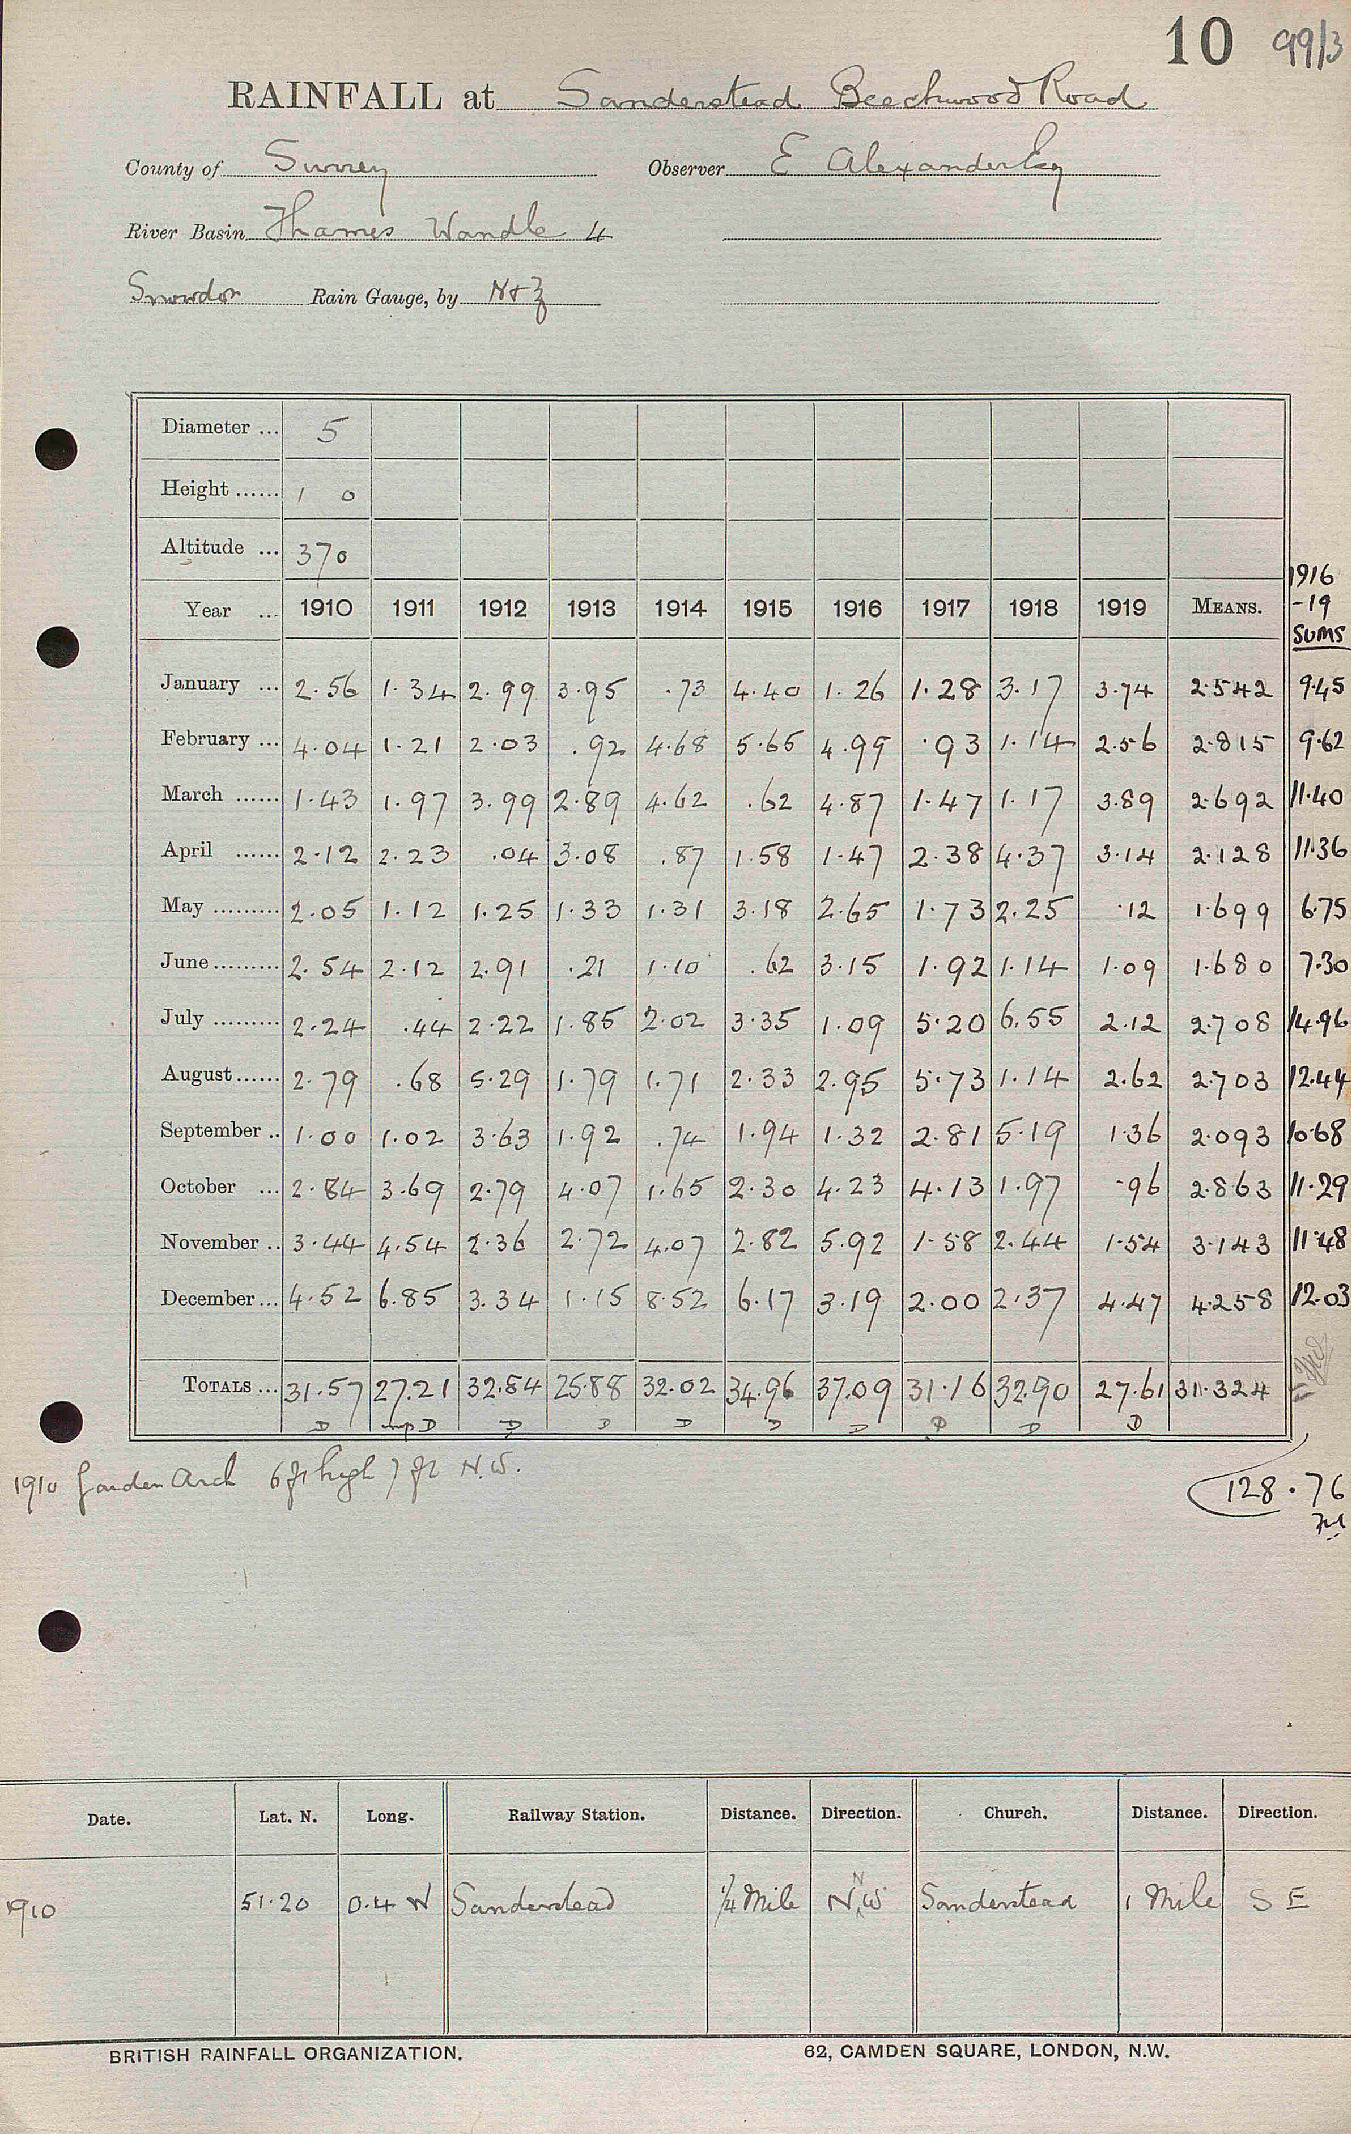 10 99/3
RAINFALL at Sanderstead Beechwood Road
County of Surrey Observer E Alexander Esq
River Basin Thames Wandle 4
Snowdon Rain Gauge, by N & Z
Diameter ... 5
Height ...... 1 0
Altitude ... 370
Year ... 1910 1911 1912 1913 1914 1915 1916 1917 1918 1919 MEANS. 1916 -19 Sums
January ... 2.56 1.34 2.99 3.95 .73 4.40 1.26 1.28 3.17 3.74 2.542 9.45
February ... 4.04 1.21 2.03 .92 4.68 5.65 4.99 .93 1.14 2.56 2.815 9.62
March ...... 1.43 1.97 3.99 2.89 4.62 .62 4.87 1.47 1.17 3.89 2.692 11.40
April ...... 2.12 2.23 .04 3.08 .87 1.58 1.47 2.38 4.37 3.14 2.128 11.36
May ......... 2.05 1.12 1.25 1.33 1.31 3.18 2.65 1.73 2.25 .12 1.699 6.75
June ......... 2.54 2.12 2.91 .21 1.10 .62 3.15 1.92 1.14 1.09 1.680 7.30
July ......... 2.24 .44 2.22 1.85 2.02 3.35 1.09 5.20 6.55 2.12 2.708 14.96
August ...... 2.79 .68 5.29 1.79 1.71 2.33 2.95 5.73 1.14 2.62 2.703 12.44
September .. 1.00 1.02 3.63 1.92 .74 1.94 1.32 2.81 5.19 1.36 2.093 10.68
October ... 2.84 3.69 2.79 4.07 1.65 2.30 4.23 4.13 1.97 .96 2.863 11.29
November .. 3.44 4.54 2.36 2.72 4.07 2.82 5.92 1.58 2.44 1.54 3.143 11.48
December ... 4.52 6.85 3.34 1.15 8.52 6.17 3.19 2.00 2.37 4.47 4.258 12.03
TOTALS ... 31.57 27.21 32.84 25.88 32.02 34.96 37.09 31.16 32.90 27.61 31.324
D D D D D D D D D D
1910 Garden Arch 6 ft high 7 ft N.W.
128.76
Date. Lat. N. Long. Railway Station. Distance. Direction. Church. Distance. Direction.
1910 51.20 0.4 W Sanderstead 1/4 Mile N N.W Sanderstead 1 Mile S E
BRITISH RAINFALL ORGANIZATION. 62, CAMDEN SQUARE, LONDON, N.W.